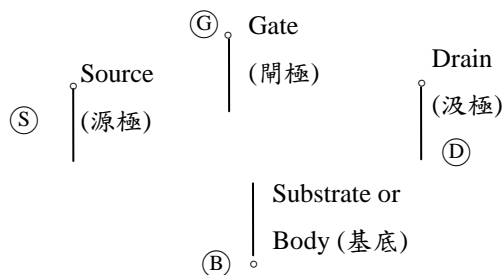 G
Gate
(閘極)
Source
(源極)
S
Drain
(汲極)
D
Substrate or
Body (基底)
B